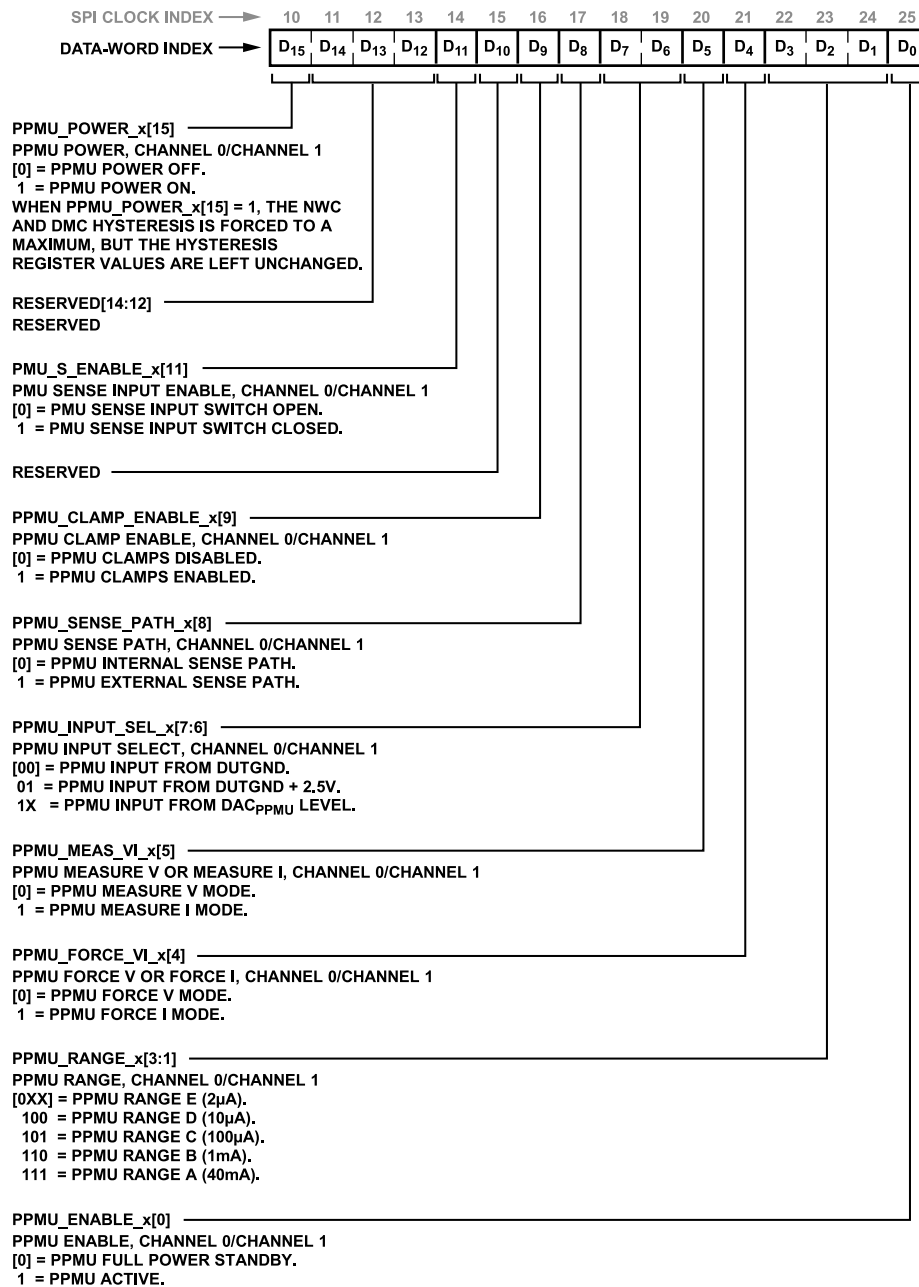 SPI CLOCK INDEX 10 11 12 13 14 15 16 17 18 19 20 21 22 23 24 25
DATA-WORD INDEX D15 D14 D13 D12 D11 D10 D9 D8 D7 D6 D5 D4 D3 D2 D1 D0
PPMU_POWER_x[15]
PPMU POWER, CHANNEL 0/CHANNEL 1
[0] = PPMU POWER OFF.
1 = PPMU POWER ON.
WHEN PPMU_POWER_x[15] = 1, THE NWC
AND DMC HYSTERESIS IS FORCED TO A
MAXIMUM, BUT THE HYSTERESIS
REGISTER VALUES ARE LEFT UNCHANGED.
RESERVED[14:12]
RESERVED
PMU_S_ENABLE_x[11]
PMU SENSE INPUT ENABLE, CHANNEL 0/CHANNEL 1
[0] = PMU SENSE INPUT SWITCH OPEN.
1 = PMU SENSE INPUT SWITCH CLOSED.
RESERVED
PPMU_CLAMP_ENABLE_x[9]
PPMU CLAMP ENABLE, CHANNEL 0/CHANNEL 1
[0] = PPMU CLAMPS DISABLED.
1 = PPMU CLAMPS ENABLED.
PPMU_SENSE_PATH_x[8]
PPMU SENSE PATH, CHANNEL 0/CHANNEL 1
[0] = PPMU INTERNAL SENSE PATH.
1 = PPMU EXTERNAL SENSE PATH.
PPMU_INPUT_SEL_x[7:6]
PPMU INPUT SELECT, CHANNEL 0/CHANNEL 1
[00] = PPMU INPUT FROM DUTGND.
01 = PPMU INPUT FROM DUTGND + 2.5V.
1X = PPMU INPUT FROM DACPPMU LEVEL.
PPMU_MEAS_VI_x[5]
PPMU MEASURE V OR MEASURE I, CHANNEL 0/CHANNEL 1
[0] = PPMU MEASURE V MODE.
1 = PPMU MEASURE I MODE.
PPMU_FORCE_VI_x[4]
PPMU FORCE V OR FORCE I, CHANNEL 0/CHANNEL 1
[0] = PPMU FORCE V MODE.
1 = PPMU FORCE I MODE.
PPMU_RANGE_x[3:1]
PPMU RANGE, CHANNEL 0/CHANNEL 1
[0XX] = PPMU RANGE E (2µA).
100 = PPMU RANGE D (10µA).
101 = PPMU RANGE C (100µA).
110 = PPMU RANGE B (1mA).
111 = PPMU RANGE A (40mA).
PPMU_ENABLE_x[0]
PPMU ENABLE, CHANNEL 0/CHANNEL 1
[0] = PPMU FULL POWER STANDBY.
1 = PPMU ACTIVE.